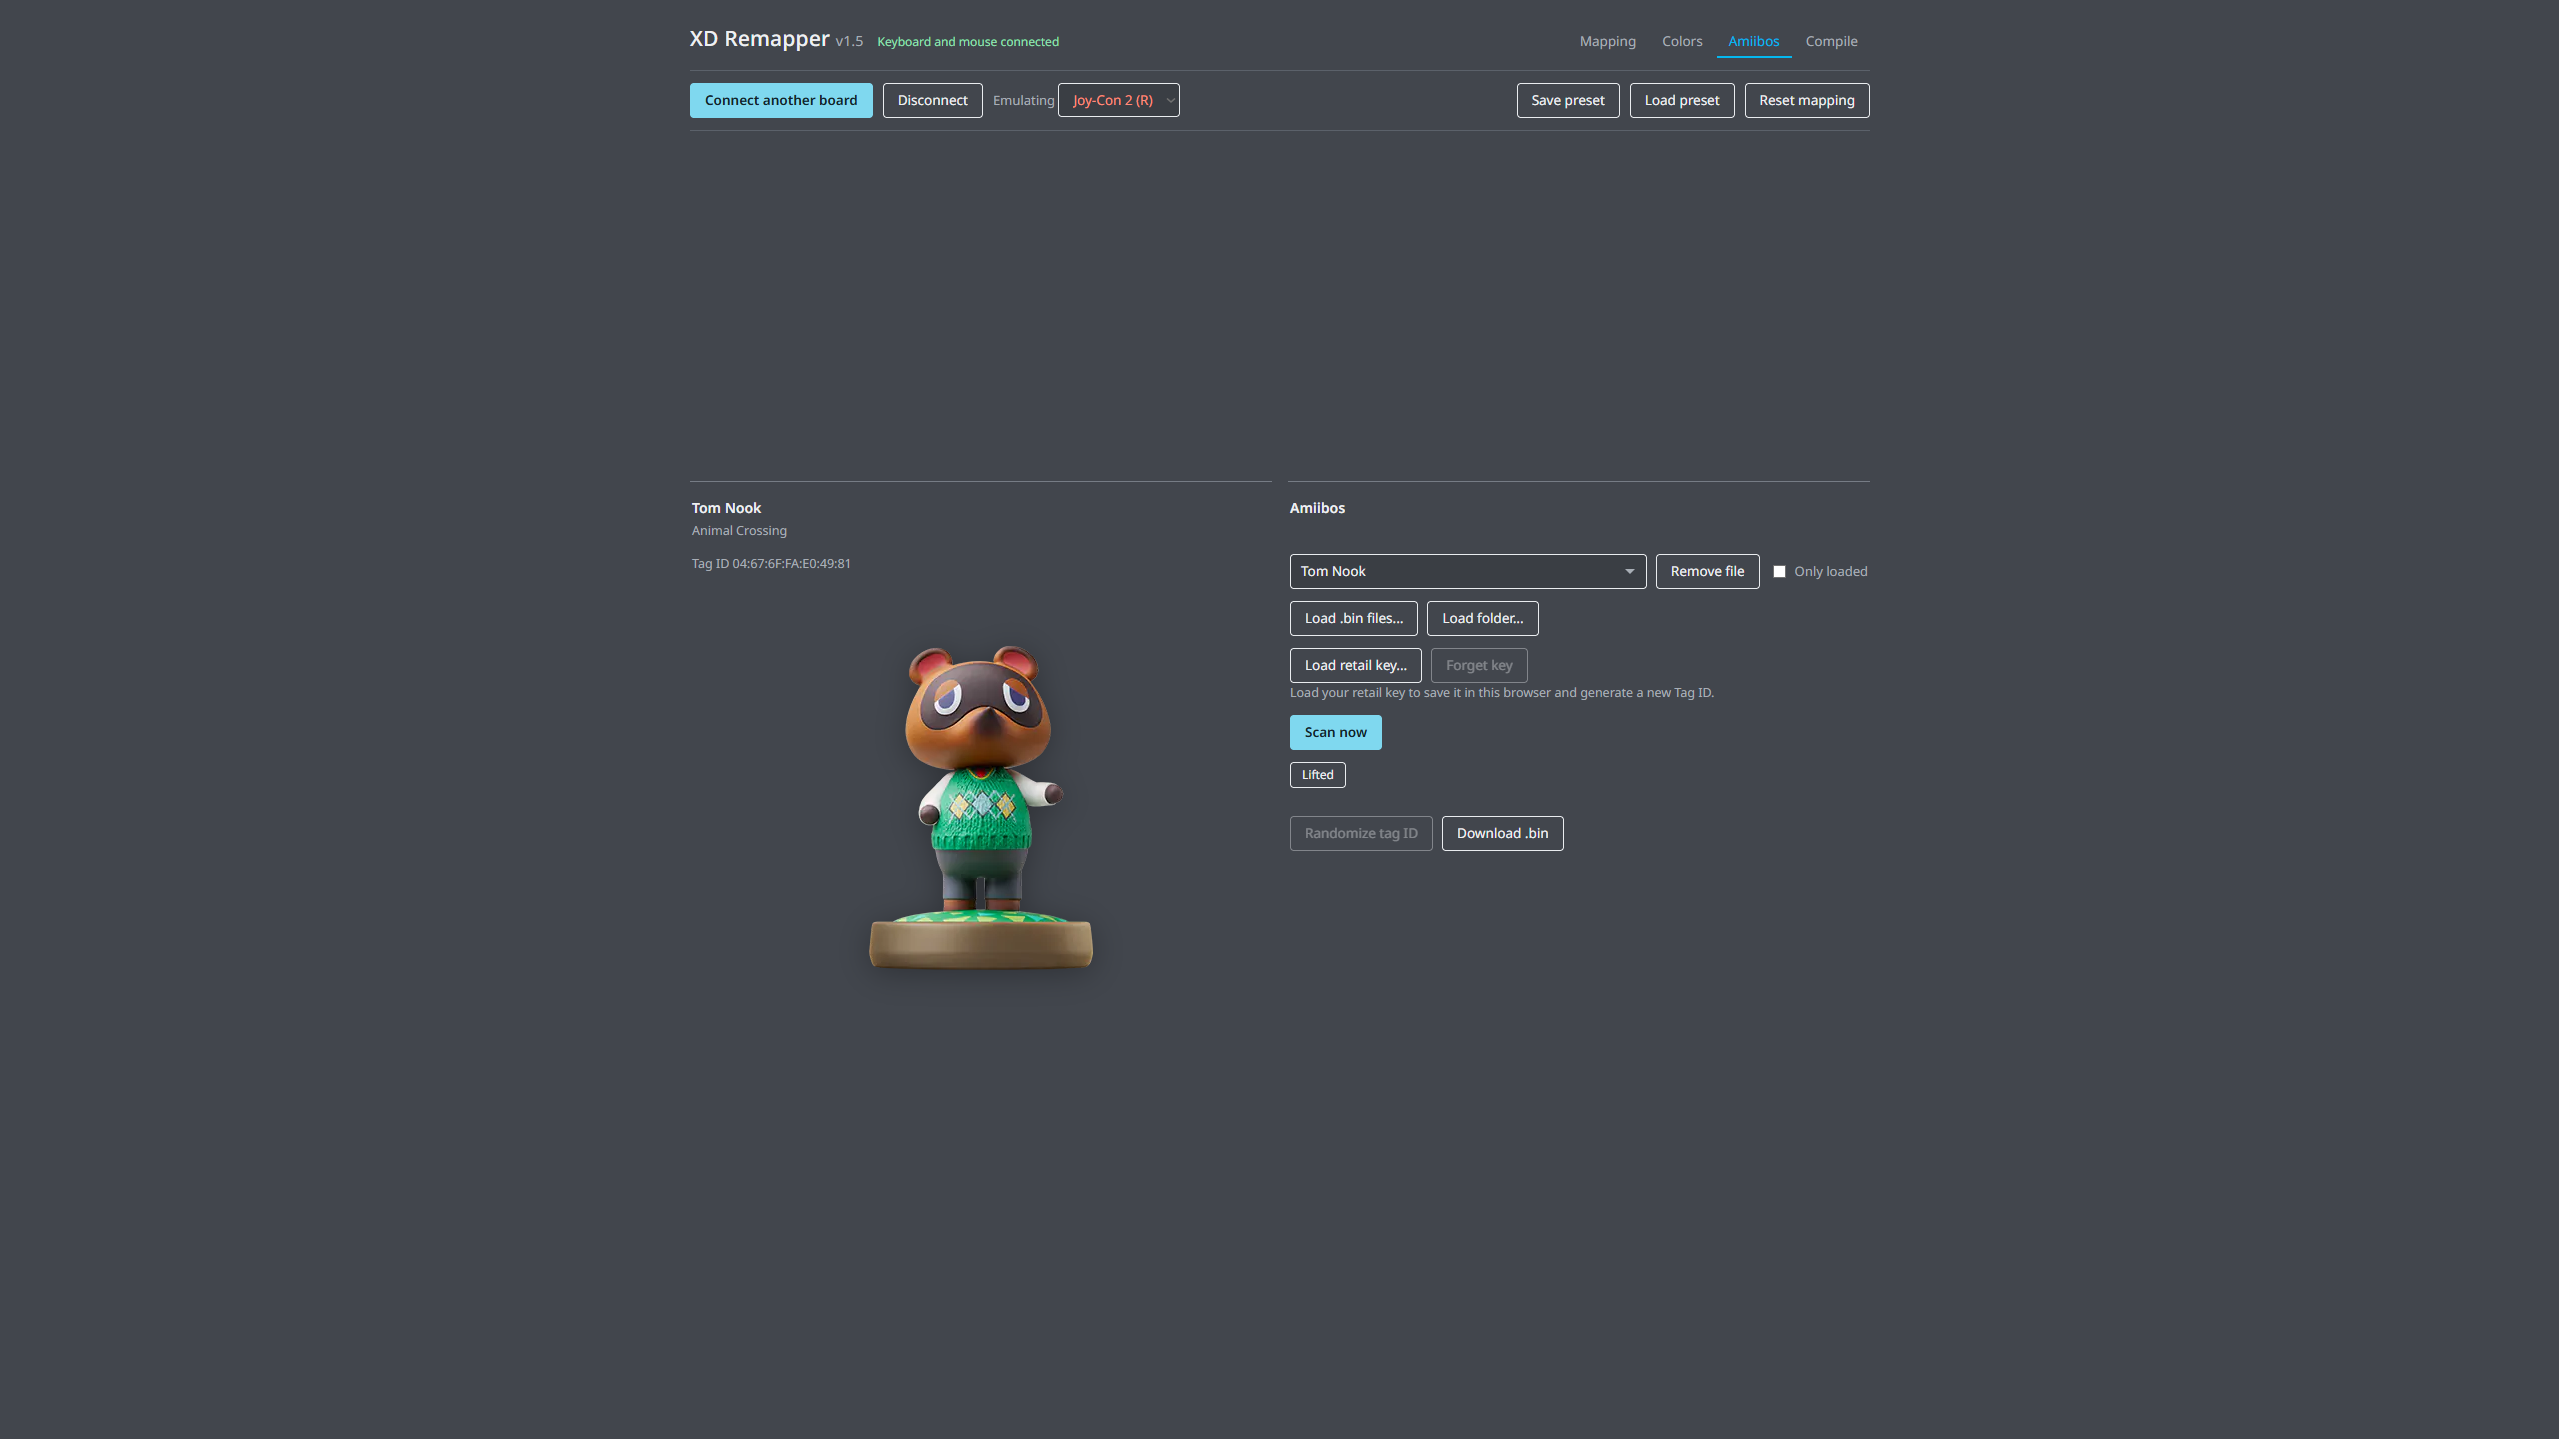 XD Remapper v1.5 Keyboard and mouse connected Mapping Colors Amiibos Compile
Connect another board Disconnect Emulating Joy-Con 2 (R) Save preset Load preset Reset mapping
Tom Nook
Animal Crossing
Tag ID 04:67:6F:FA:E0:49:81
Amiibos
Tom Nook Remove file Only loaded
Load .bin files... Load folder...
Load retail key... Forget key
Load your retail key to save it in this browser and generate a new Tag ID.
Scan now
Lifted
Randomize tag ID Download .bin